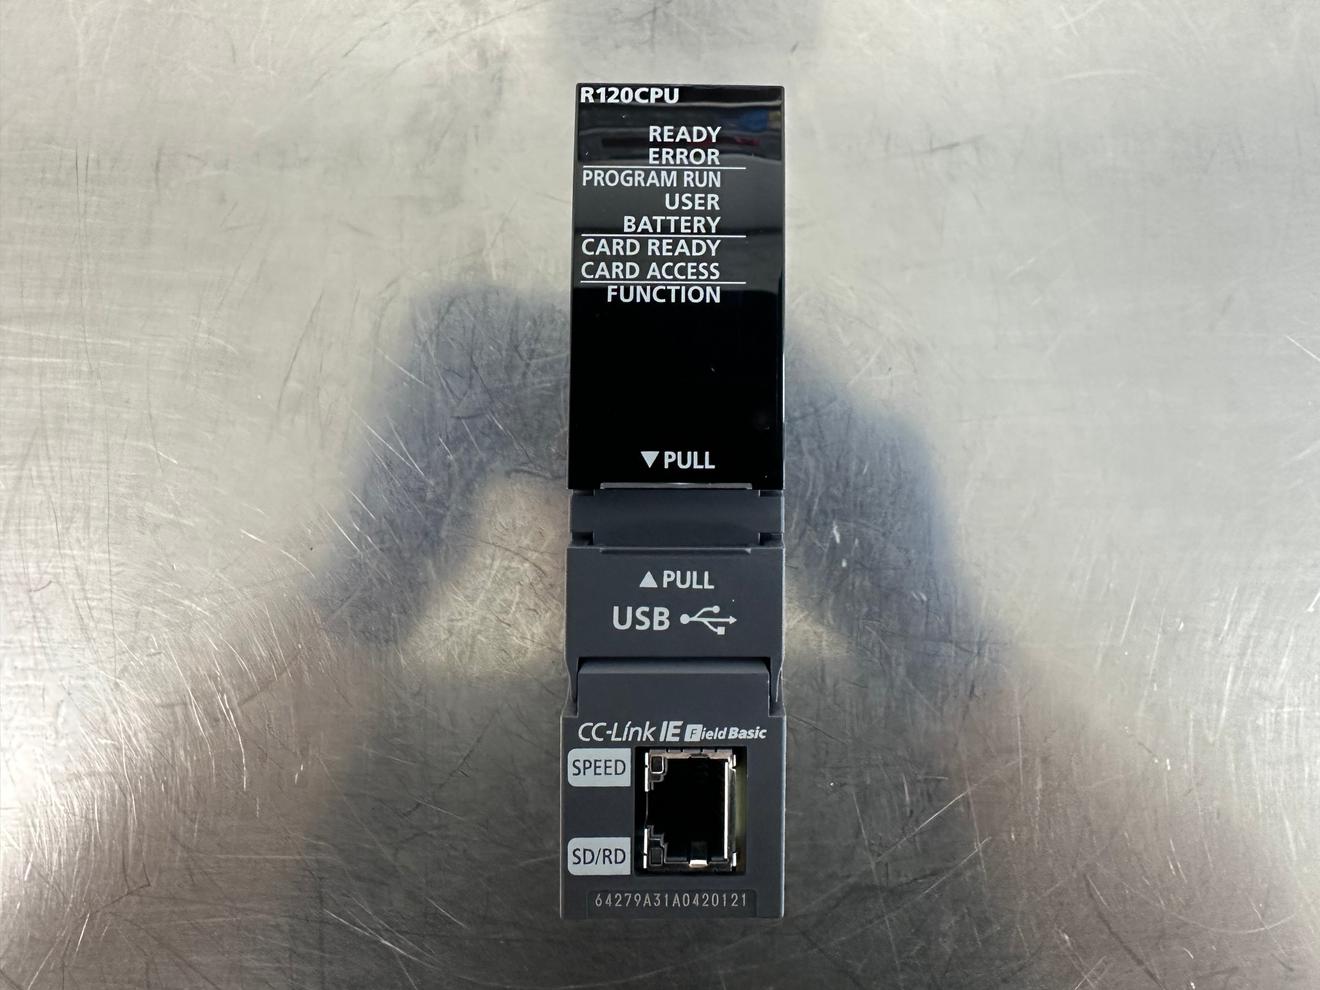 R120CPU
READY
ERROR
PROGRAM RUN
USER
BATTERY
CARD READY
CARD ACCESS
FUNCTION
▼PULL
▲PULL
USB
CC-Link IE Field Basic
SPEED
SD/RD
64279A31A0420121